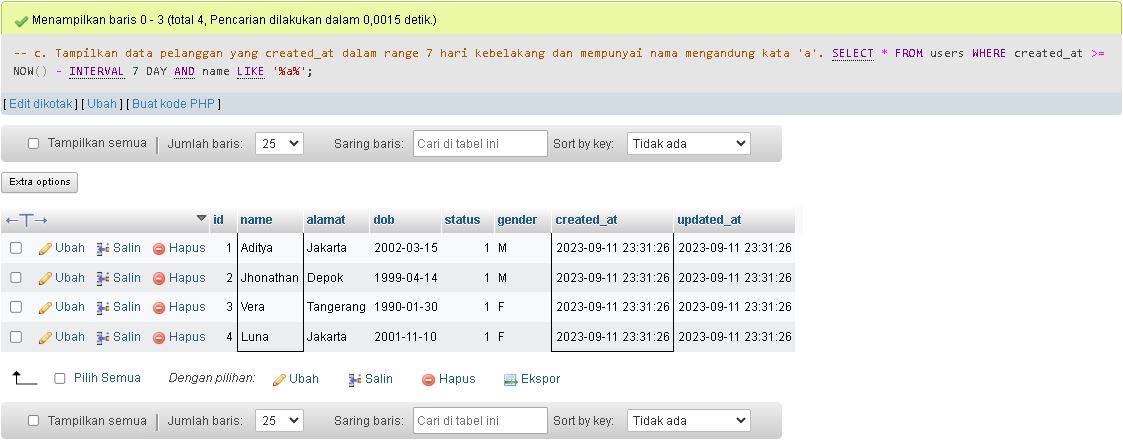 Menampilkan baris 0 - 3 (total 4, Pencarian dilakukan dalam 0,0015 detik.)
-- c. Tampilkan data pelanggan yang created_at dalam range 7 hari kebelakang dan mempunyai nama mengandung kata 'a'. SELECT * FROM users WHERE created_at >=
NOW() - INTERVAL 7 DAY AND name LIKE '%a%';
[ Edit dikotak ] [ Ubah ] [ Buat kode PHP ]
Tampilkan semua | Jumlah baris: 25 Saring baris: Cari di tabel ini Sort by key: Tidak ada
Extra options
←T→ id name alamat dob status gender created_at updated_at
Ubah Salin Hapus 1 Aditya Jakarta 2002-03-15 1 M 2023-09-11 23:31:26 2023-09-11 23:31:26
Ubah Salin Hapus 2 Jhonathan Depok 1999-04-14 1 M 2023-09-11 23:31:26 2023-09-11 23:31:26
Ubah Salin Hapus 3 Vera Tangerang 1990-01-30 1 F 2023-09-11 23:31:26 2023-09-11 23:31:26
Ubah Salin Hapus 4 Luna Jakarta 2001-11-10 1 F 2023-09-11 23:31:26 2023-09-11 23:31:26
Pilih Semua Dengan pilihan: Ubah Salin Hapus Ekspor
Tampilkan semua | Jumlah baris: 25 Saring baris: Cari di tabel ini Sort by key: Tidak ada